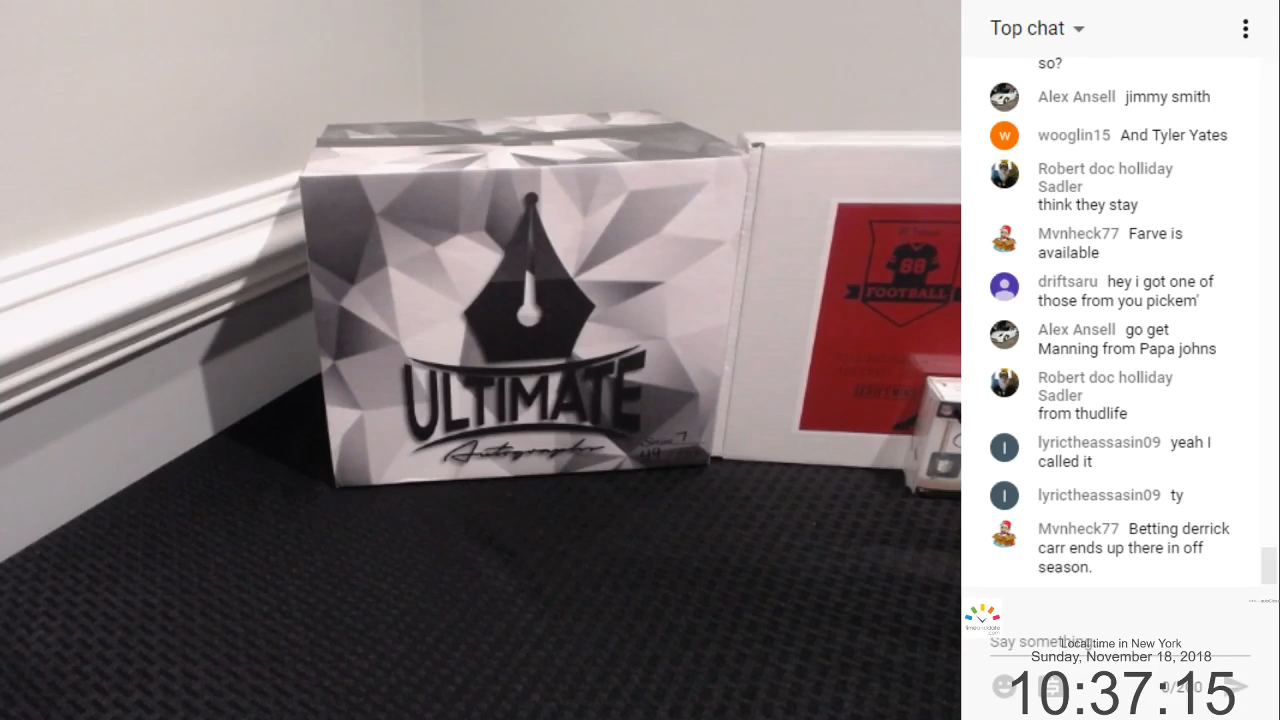 ULTIMATE
Autographs
88
FOOTBALL
Top chat
so?
Alex Ansell jimmy smith
w
wooglin15 And Tyler Yates
Robert doc holliday
Sadler
think they stay
Mvnheck77 Farve is
available
driftsaru hey i got one of
those from you pickem'
Alex Ansell go get
Manning from Papa johns
Robert doc holliday
Sadler
from thudlife
l
lyrictheassasin09 yeah I
called it
l
lyrictheassasin09 ty
Mvnheck77 Betting derrick
carr ends up there in off
season.
Say something...
Local time in New York
Sunday, November 18, 2018
0/200
10:37:15